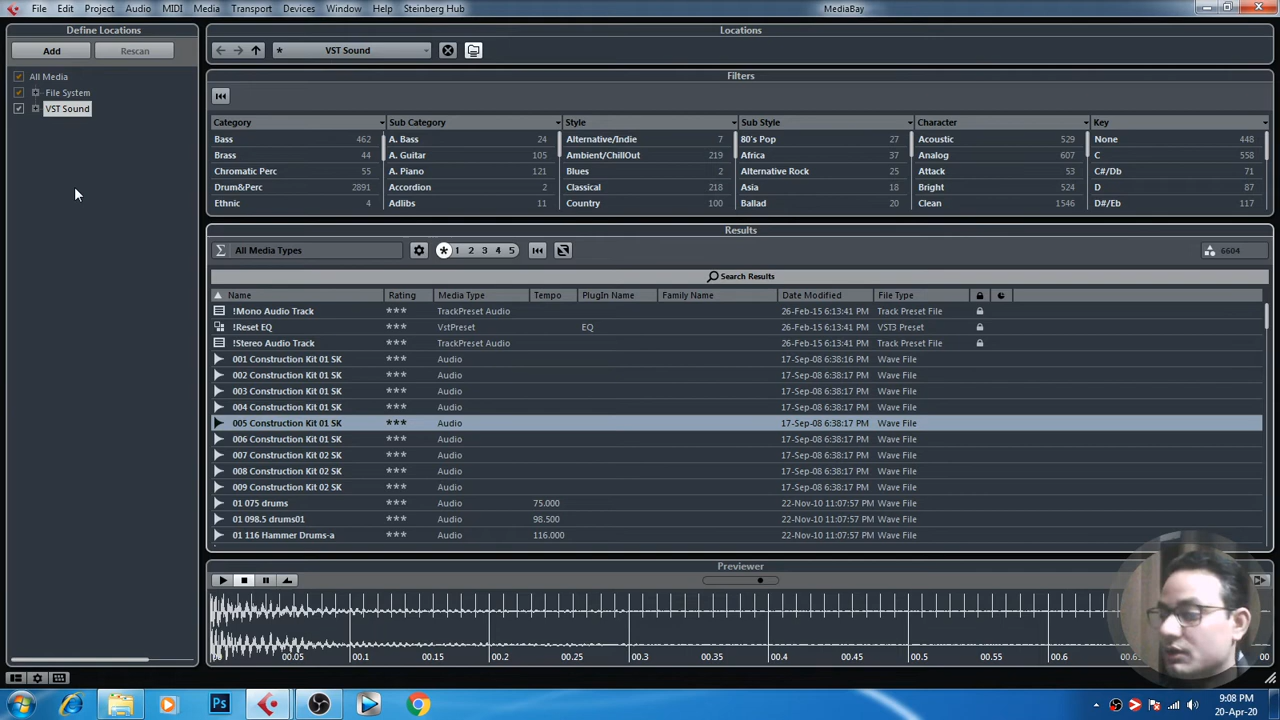 File Edit Project Audio MIDI Media Transport Devices Window Help Steinberg Hub MediaBay
Define Locations
Add Rescan
All Media
File System
VST Sound
Locations
VST Sound
Filters
Category Sub Category Style Sub Style Character Key
Bass 462 A. Bass 24 Alternative/Indie 7 80's Pop 27 Acoustic 529 None 448
Brass 44 A. Guitar 105 Ambient/ChillOut 219 Africa 37 Analog 607 C 558
Chromatic Perc 55 A. Piano 131 Blues 2 Alternative Rock 25 Attack 53 C#/Db 71
Drum&Perc 2891 Accordion 2 Classical 218 Asia 18 Bright 524 D 87
Ethnic 4 Adlibs 11 Country 100 Ballad 20 Clean 1546 D#/Eb 117
Results
All Media Types 1 2 3 4 5 6604
Search Results
Name Rating Media Type Tempo PlugIn Name Family Name Date Modified File Type
!Mono Audio Track *** TrackPreset Audio 26-Feb-15 6:13:41 PM Track Preset File
!Reset EQ *** VstPreset EQ 26-Feb-15 6:13:41 PM VST3 Preset
!Stereo Audio Track *** TrackPreset Audio 26-Feb-15 6:13:41 PM Track Preset File
001 Construction Kit 01 SK *** Audio 17-Sep-08 6:38:16 PM Wave File
002 Construction Kit 01 SK *** Audio 17-Sep-08 6:38:17 PM Wave File
003 Construction Kit 01 SK *** Audio 17-Sep-08 6:38:17 PM Wave File
004 Construction Kit 01 SK *** Audio 17-Sep-08 6:38:17 PM Wave File
005 Construction Kit 01 SK *** Audio 17-Sep-08 6:38:17 PM Wave File
006 Construction Kit 01 SK *** Audio 17-Sep-08 6:38:17 PM Wave File
007 Construction Kit 02 SK *** Audio 17-Sep-08 6:38:17 PM Wave File
008 Construction Kit 02 SK *** Audio 17-Sep-08 6:38:17 PM Wave File
009 Construction Kit 02 SK *** Audio 17-Sep-08 6:38:17 PM Wave File
01 075 drums *** Audio 75.000 22-Nov-10 11:07:57 PM Wave File
01 098.5 drums01 *** Audio 98.500 22-Nov-10 11:07:57 PM Wave File
01 116 Hammer Drums-a *** Audio 116.000 22-Nov-10 11:07:57 PM Wave File
Previewer
00.05 00.1 00.15 00.2 00.25 00.3 00.35 00.4 00.45 00.5 00.55 00.6
Ps 9:08 PM
20-Apr-20